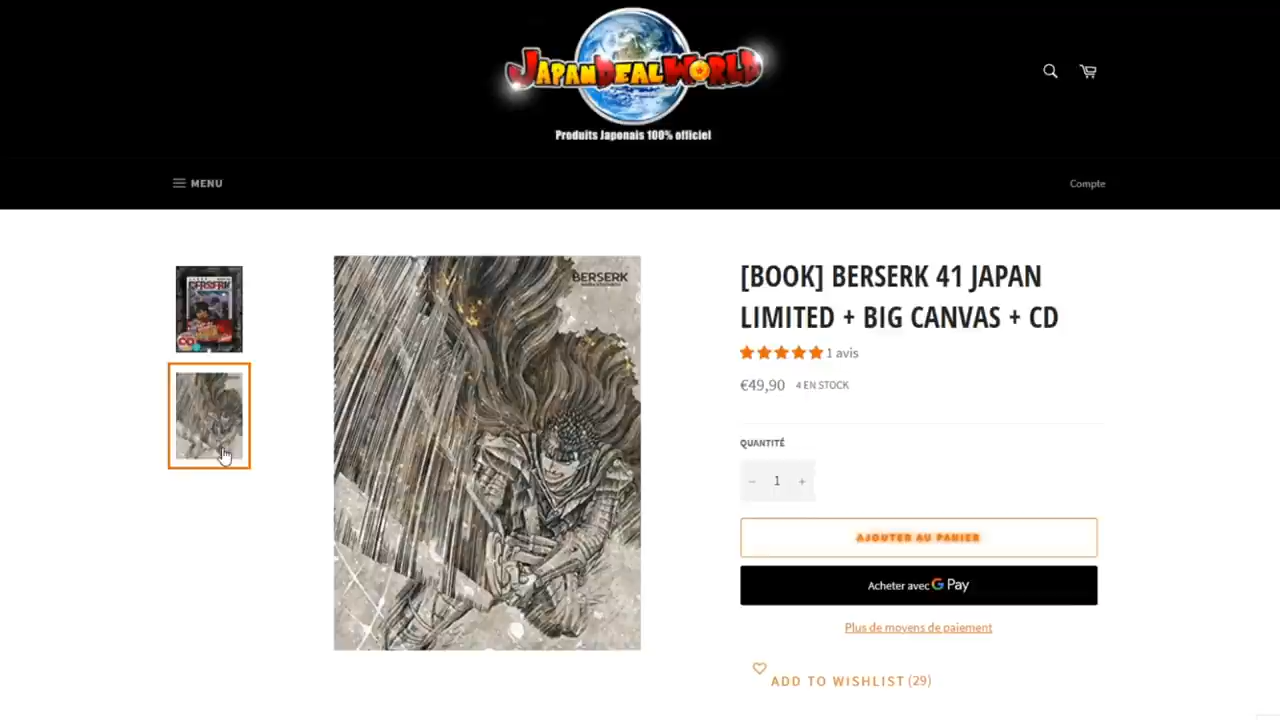 JAPANDEALWORLD
Produits Japonais 100% officiel
MENU
Compte
BERSERK
BERSERK
[BOOK] BERSERK 41 JAPAN
LIMITED + BIG CANVAS + CD
1 avis
€49,90 4 EN STOCK
QUANTITÉ
− 1 +
AJOUTER AU PANIER
Acheter avec G Pay
Plus de moyens de paiement
ADD TO WISHLIST (29)